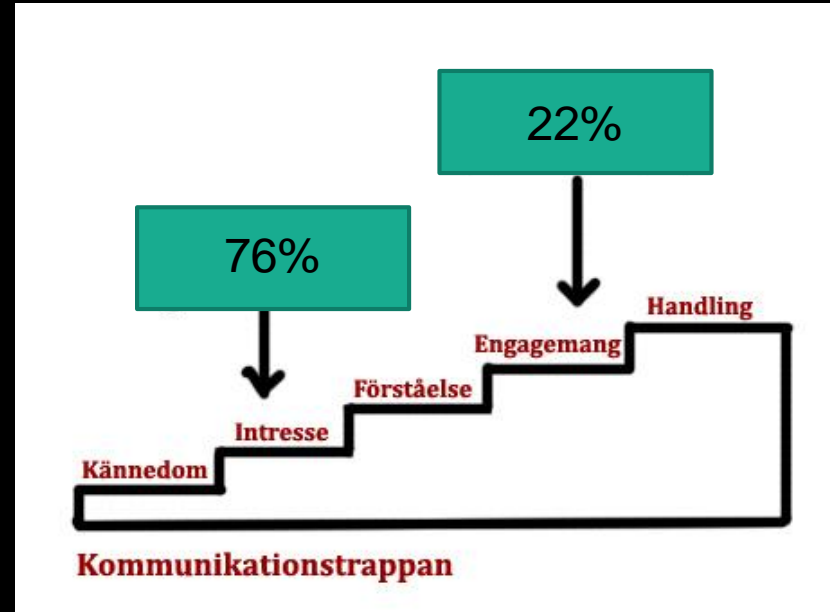 22%
76%
Handling
Engagemang
Förståelse
Intresse
Kännedom
Kommunikationstrappan